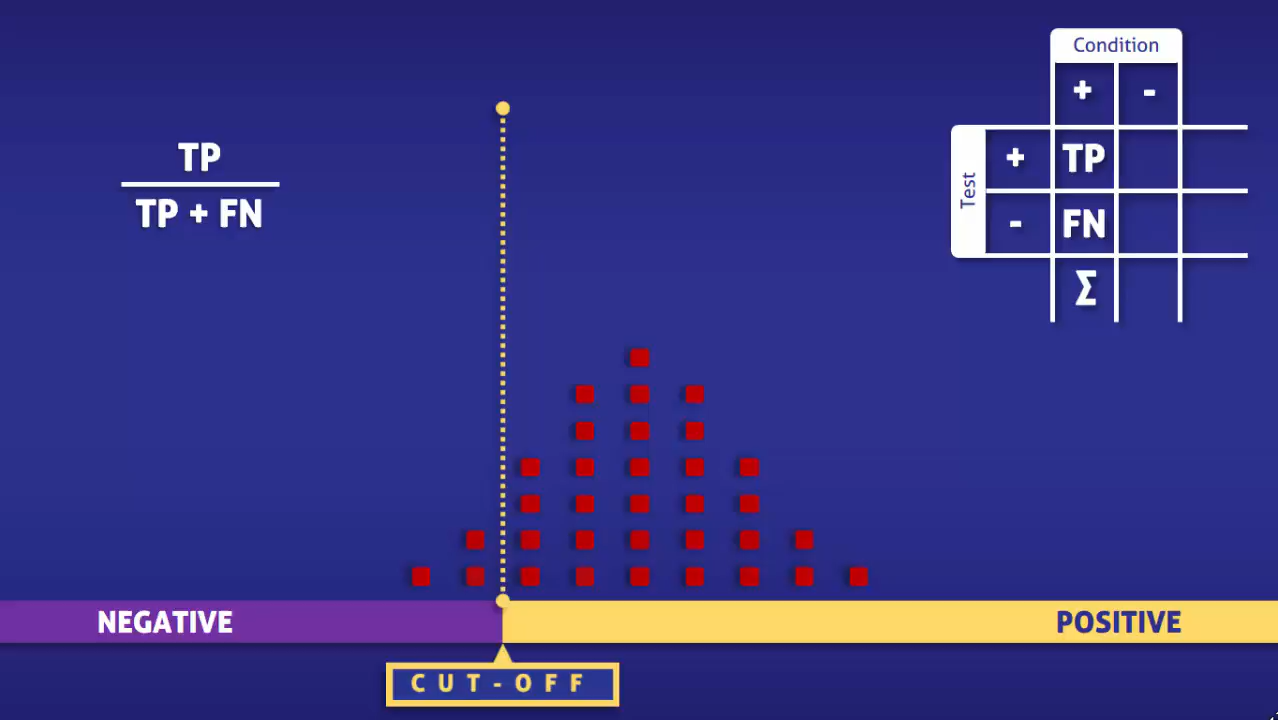 Condition
+ -
TP
TP + FN
Test
+ TP
- FN
Σ
NEGATIVE
POSITIVE
CUT-OFF